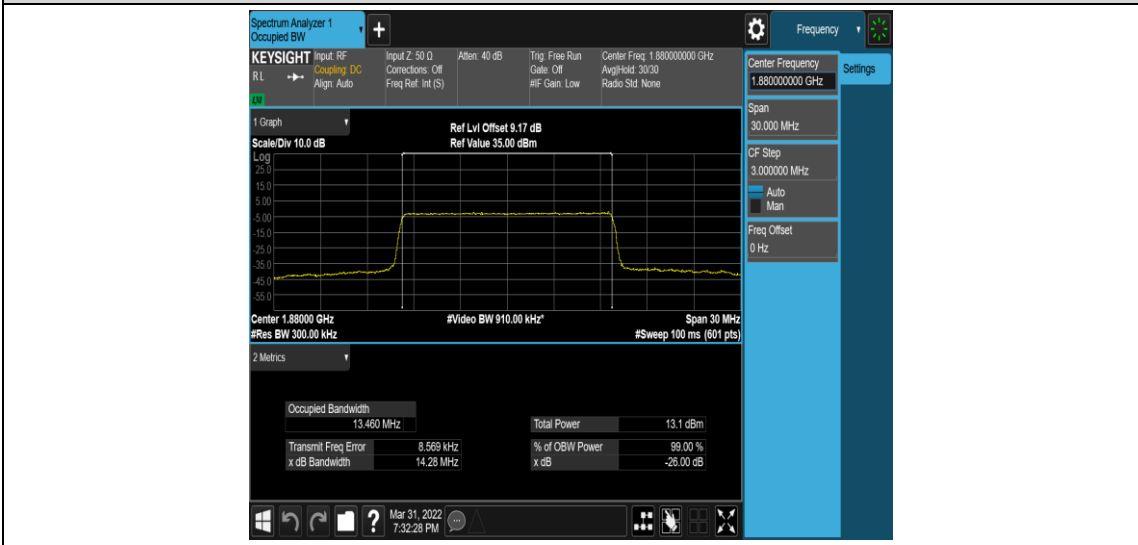 Spectrum Analyzer 1
Occupied BW
+
Frequency
KEYSIGHT
RL
LXI
Input: RF
Coupling: DC
Align: Auto
Input Z: 50 Ω
Corrections: Off
Freq Ref: Int (S)
Atten: 40 dB
Trig: Free Run
Gate: Off
#IF Gain: Low
Center Freq: 1.880000000 GHz
Avg|Hold: 30/30
Radio Std: None
Center Frequency
1.880000000 GHz
Settings
Span
30.000 MHz
CF Step
3.000000 MHz
Auto
Man
Freq Offset
0 Hz
1 Graph
Scale/Div 10.0 dB
Ref Lvl Offset 9.17 dB
Ref Value 35.00 dBm
Log
25.0
15.0
5.00
-5.00
-15.0
-25.0
-35.0
-45.0
-55.0
Center 1.88000 GHz
#Video BW 910.00 kHz*
Span 30 MHz
#Res BW 300.00 kHz
#Sweep 100 ms (601 pts)
2 Metrics
Occupied Bandwidth
13.460 MHz
Total Power 13.1 dBm
Transmit Freq Error 8.569 kHz
% of OBW Power 99.00 %
x dB Bandwidth 14.28 MHz
x dB -26.00 dB
?
Mar 31, 2022
7:32:28 PM